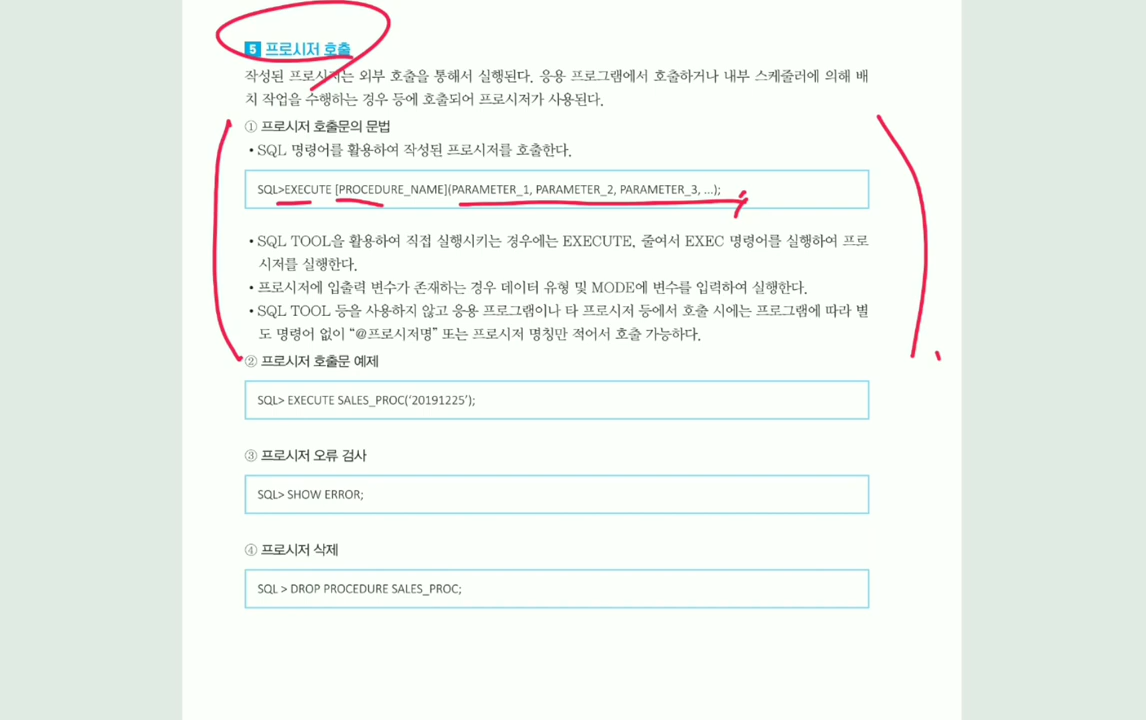 5 프로시저 호출
작성된 프로시저는 외부 호출을 통해서 실행된다. 응용 프로그램에서 호출하거나 내부 스케줄러에 의해 배
치 작업을 수행하는 경우 등에 호출되어 프로시저가 사용된다.
① 프로시저 호출문의 문법
• SQL 명령어를 활용하여 작성된 프로시저를 호출한다.
SQL>EXECUTE [PROCEDURE_NAME](PARAMETER_1, PARAMETER_2, PARAMETER_3, ...);
• SQL TOOL을 활용하여 직접 실행시키는 경우에는 EXECUTE. 줄여서 EXEC 명령어를 실행하여 프로
시저를 실행한다.
• 프로시저에 입출력 변수가 존재하는 경우 데이터 유형 및 MODE에 변수를 입력하여 실행한다.
• SQL TOOL 등을 사용하지 않고 응용 프로그램이나 타 프로시저 등에서 호출 시에는 프로그램에 따라 별
도 명령어 없이 “@프로시저명” 또는 프로시저 명칭만 적어서 호출 가능하다.
② 프로시저 호출문 예제
SQL> EXECUTE SALES_PROC(‘20191225’);
③ 프로시저 오류 검사
SQL> SHOW ERROR;
④ 프로시저 삭제
SQL > DROP PROCEDURE SALES_PROC;